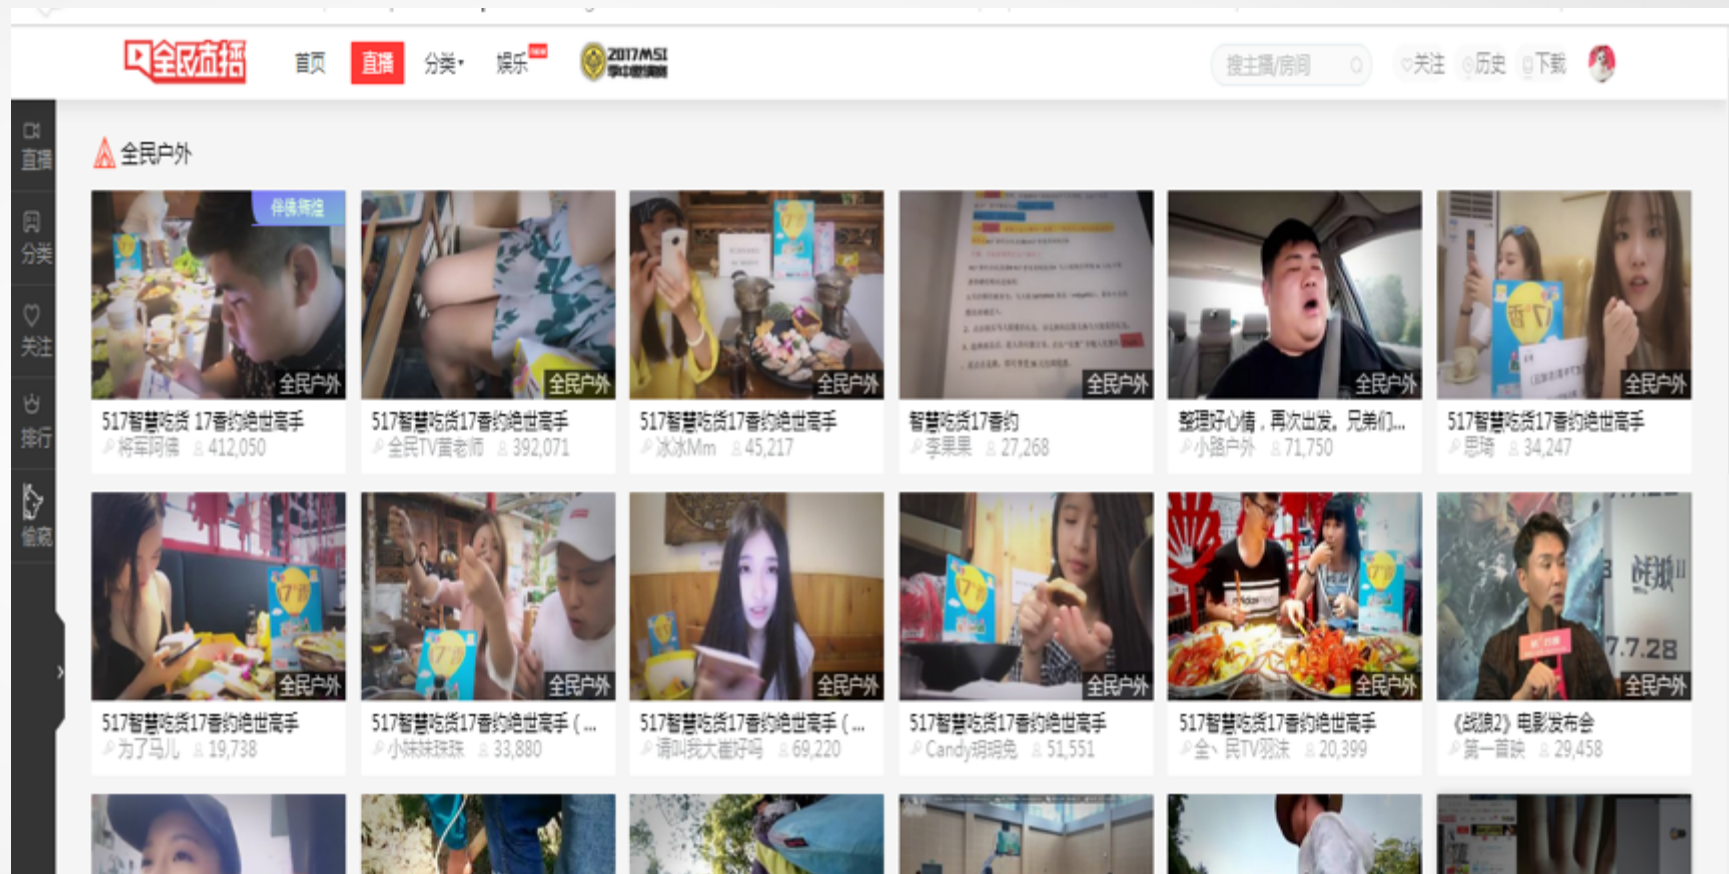 全民直播 首页 直播 分类 娱乐 new 2017MSI 季中邀请赛 搜主播/房间 关注 历史 下载
直播
分类
关注
排行
偷窥
全民户外
全民户外 全民户外 全民户外 全民户外 全民户外 全民户外
517智慧吃货 17香约绝世高手 517智慧吃货17香约绝世高手 517智慧吃货17香约绝世高手 智慧吃货17香约 整理好心情，再次出发。兄弟们... 517智慧吃货17香约绝世高手
将军阿佛 412,050 全民TV黄老师 392,071 冰冰Mm 45,217 李果果 27,268 小路户外 71,750 思琦 34,247
战狼II
7.7.28
全民户外 全民户外 全民户外 全民户外 全民户外 全民户外
517智慧吃货17香约绝世高手 517智慧吃货17香约绝世高手（... 517智慧吃货17香约绝世高手（... 517智慧吃货17香约绝世高手 517智慧吃货17香约绝世高手 《战狼2》电影发布会
为了马儿 19,738 小妹妹珠珠 33,880 请叫我大崔好吗 69,220 Candy玥玥兔 51,551 全丶民TV羽沫 20,399 第一首映 29,458